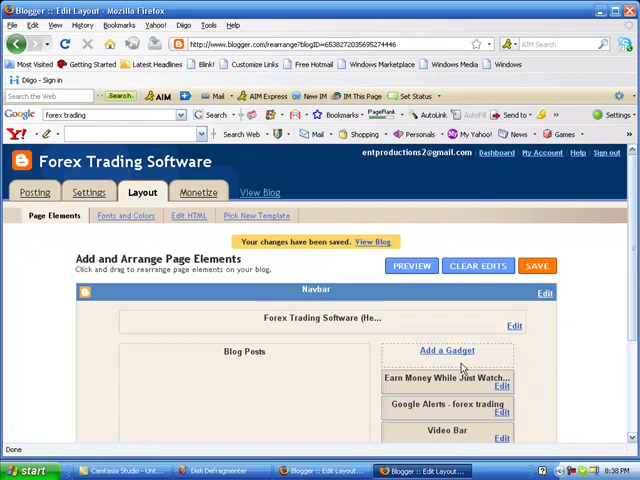 Blogger :: Edit Layout - Mozilla Firefox
File Edit View History Bookmarks Yahoo! Diigo Tools Help
http://www.blogger.com/rearrange?blogID=6538272035695274446 AIM Search
Most Visited Getting Started Latest Headlines Blink! Customize Links Free Hotmail Windows Marketplace Windows Media Windows
Diigo - Sign in
Search the Web Search AIM Mail AIM Express New IM IM This Page Set Status
Google forex trading Search Bookmarks PageRank AutoLink AutoFill Send to Settings
Y! Search Web Mail Shopping Personals My Yahoo! News Games
Forex Trading Software
entproductions2@gmail.com Dashboard My Account Help Sign out
Posting Settings Layout Monetize View Blog
Page Elements Fonts and Colors Edit HTML Pick New Template
Your changes have been saved. View Blog
Add and Arrange Page Elements
Click and drag to rearrange page elements on your blog.
PREVIEW CLEAR EDITS SAVE
Navbar
Edit
Forex Trading Software (He...
Edit
Blog Posts
Add a Gadget
Earn Money While Just Watch...
Edit
Google Alerts - forex trading
Edit
Video Bar
Edit
Done
start Camtasia Studio - Unt... Disk Defragmenter Blogger :: Edit Layout... Blogger :: Edit Layout... 8:38 PM